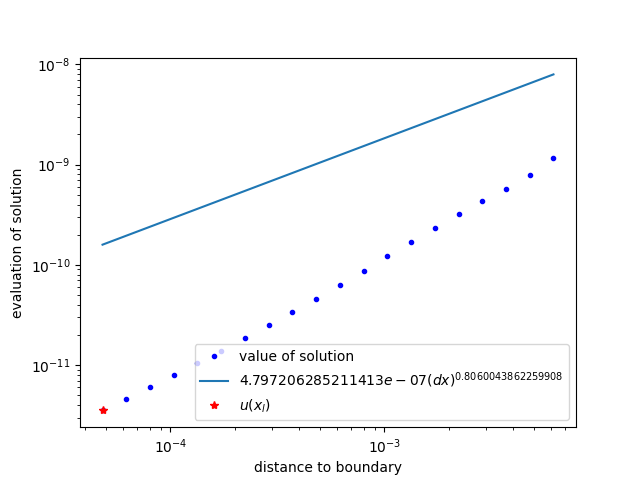 10⁻⁸
10⁻⁹
10⁻¹⁰
10⁻¹¹
evaluation of solution
value of solution
4.797206285211413e − 07(dx)^0.8060043862259908
u(x_l)
10⁻⁴
10⁻³
distance to boundary